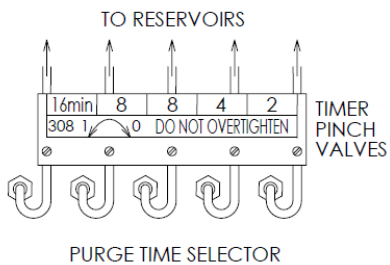 TO RESERVOIRS
16min 8 8 4 2
308 1 0 DO NOT OVERTIGHTEN
TIMER
PINCH
VALVES
PURGE TIME SELECTOR